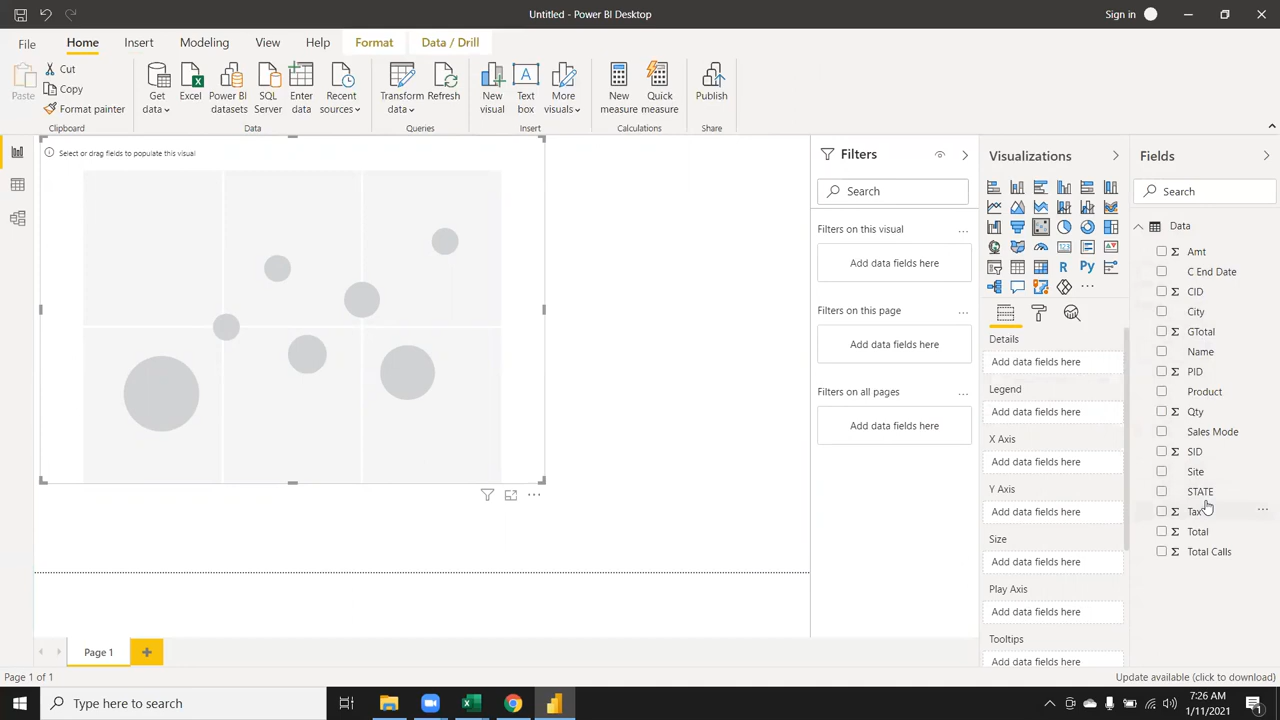 Untitled - Power BI Desktop
Sign in
File
Home
Insert
Modeling
View
Help
Format
Data / Drill
Paste
Cut
Copy
Format painter
Clipboard
Get data
Excel
Power BI datasets
SQL Server
Enter data
Recent sources
Data
Transform data
Refresh
Queries
New visual
A
Text box
More visuals
Insert
New measure
Quick measure
Calculations
Publish
Share
Select or drag fields to populate this visual
Filters
Search
Filters on this visual
...
Add data fields here
Filters on this page
...
Add data fields here
Filters on all pages
...
Add data fields here
Visualizations
R
Py
...
Details
Add data fields here
Legend
Add data fields here
X Axis
Add data fields here
Y Axis
Add data fields here
Size
Add data fields here
Play Axis
Add data fields here
Tooltips
Add data fields here
Fields
Search
Data
Σ Amt
C End Date
Σ CID
City
Σ GTotal
Name
Σ PID
Product
Σ Qty
Sales Mode
Σ SID
Site
STATE
Σ Tax
Σ Total
Σ Total Calls
Page 1
Page 1 of 1
Update available (click to download)
Type here to search
7:26 AM
1/11/2021